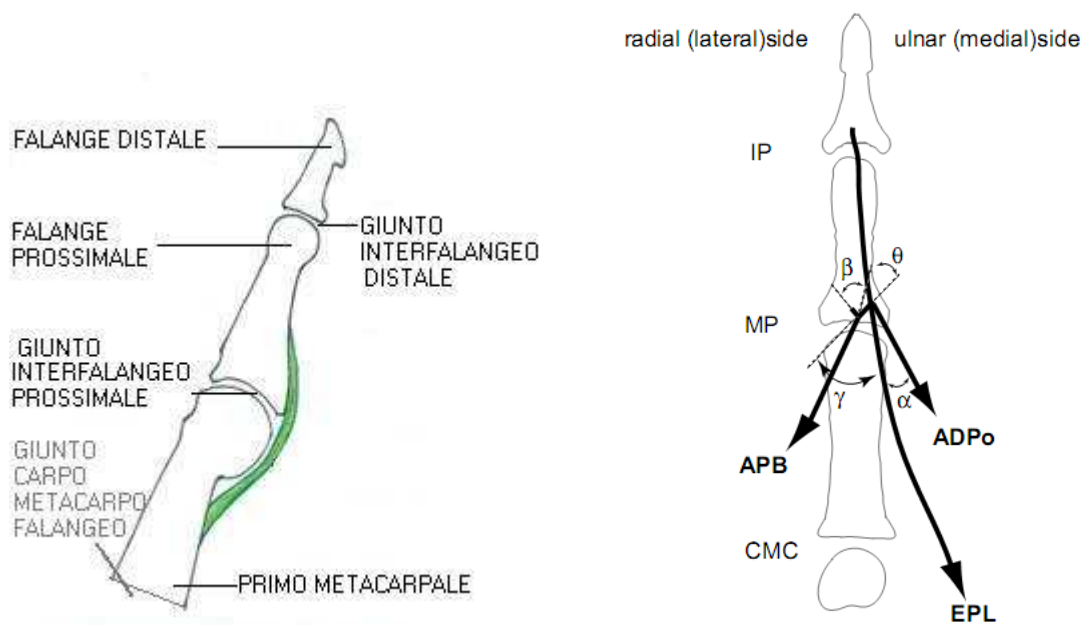 FALANGE DISTALE
FALANGE
PROSSIMALE
GIUNTO
INTERFALANGEO
DISTALE
GIUNTO
INTERFALANGEO
PROSSIMALE
GIUNTO
CARPO
METACARPO
FALANGEO
PRIMO METACARPALE
radial (lateral)side
ulnar (medial)side
IP
θ
β
MP
γ
α
APB
ADPo
CMC
EPL